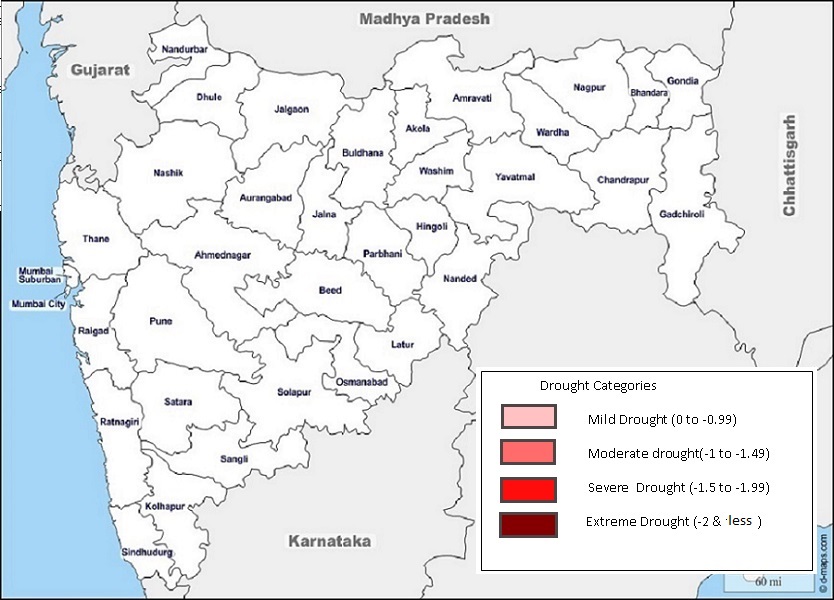 Madhya Pradesh
Nandurbar
Gujarat
Gondia
Nagpur
Bhandara
Dhule
Amravati
Jalgaon
Akola
Wardha
Buldhana
Nashik
Washim
Yavatmal
Chandrapur
Chhattisgarh
Aurangabad
Jalna
Gadchiroli
Hingoli
Thane
Ahmednagar
Parbhani
Mumbai
Suburban
Nanded
Beed
Mumbai City
Pune
Raigad
Latur
Osmanabad
Solapur
Satara
Ratnagiri
Sangli
Kolhapur
Karnataka
Sindhudurg
Drought Categories
Mild Drought (0 to -0.99)
Moderate drought(-1 to -1.49)
Severe Drought (-1.5 to -1.99)
Extreme Drought (-2 & less )
60 mi
© d-maps.com